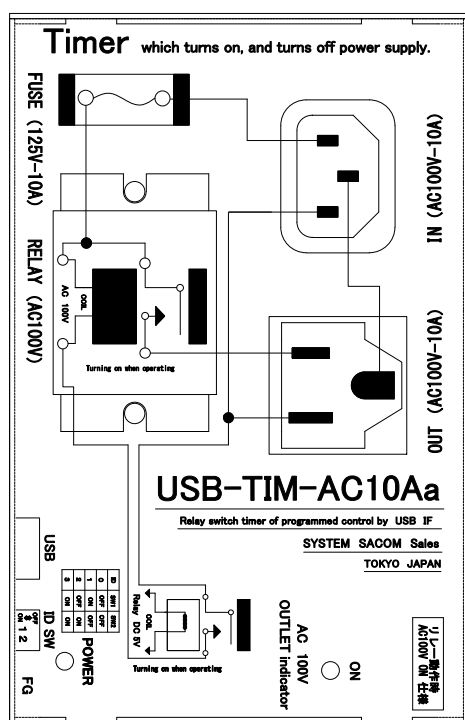 Timer which turns on, and turns off power supply.
FUSE (125V-10A)
IN (AC100V-10A)
RELAY (AC100V)
AC 100V
COIL
Turning on when operating
OUT (AC100V-10A)
USB-TIM-AC10Aa
Relay switch timer of programmed control by USB IF
SYSTEM SACOM Sales
TOKYO JAPAN
USB
ID SW1 SW2
0 OFF OFF
1 ON OFF
2 OFF ON
3 ON ON
ID SW
OFF
ON
1 2
POWER
FG
Relay DC 5V
COIL
Turning on when operating
AC 100V
OUTLET indicator
ON
リレー動作時
AC100V ON 仕様